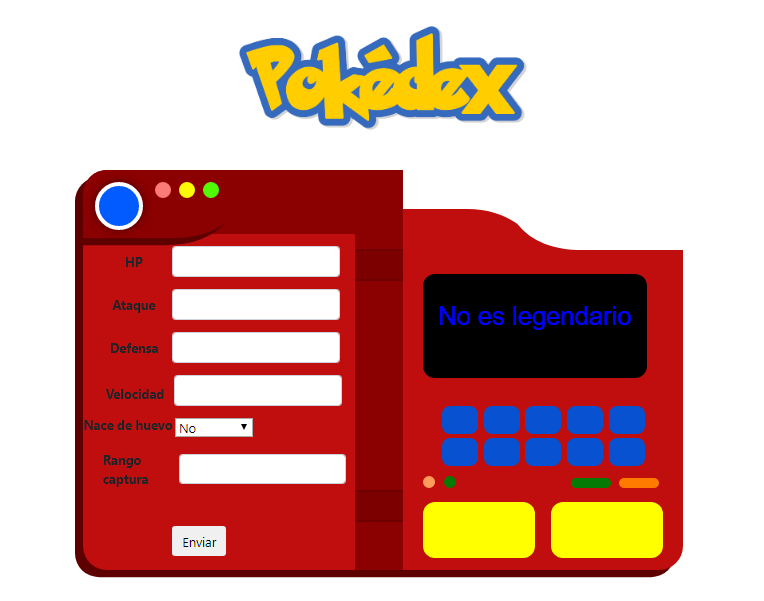 Pokédex
HP
Ataque
Defensa
Velocidad
Nace de huevo
No
Rango
captura
Enviar
No es legendario